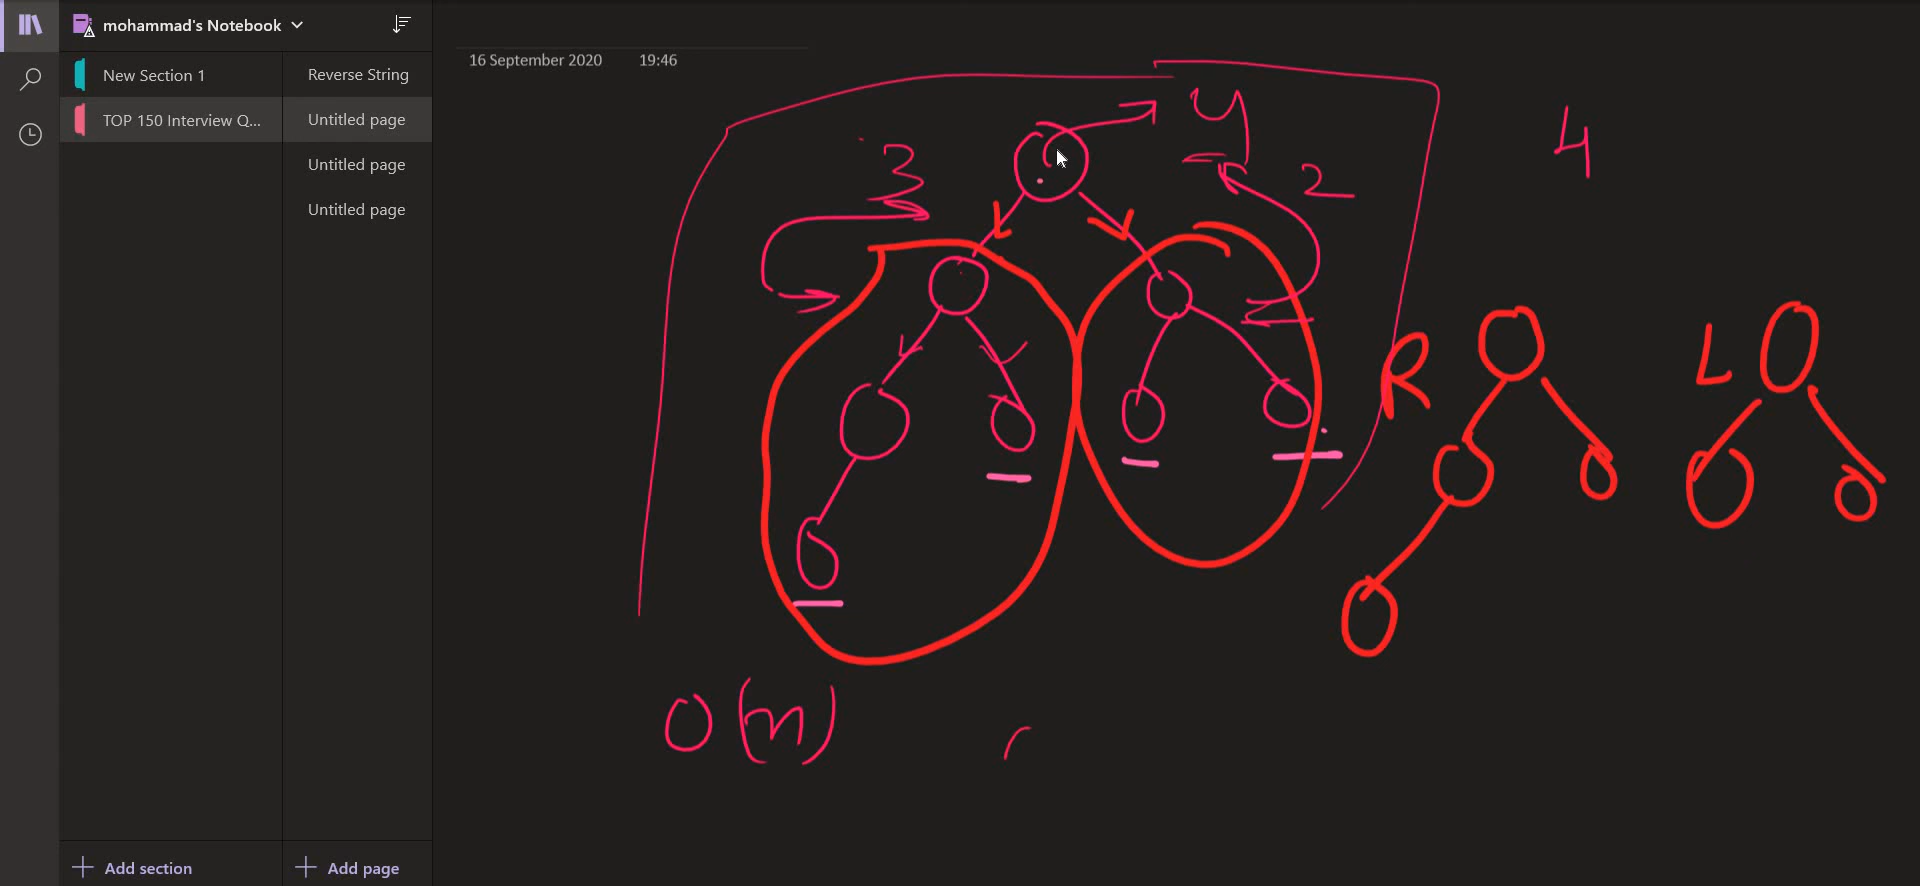 mohammad's Notebook
New Section 1
TOP 150 Interview Q...
Reverse String
Untitled page
Untitled page
Untitled page
16 September 2020 19:46
4
4
3
2
R
L
O(n)
Add section
Add page